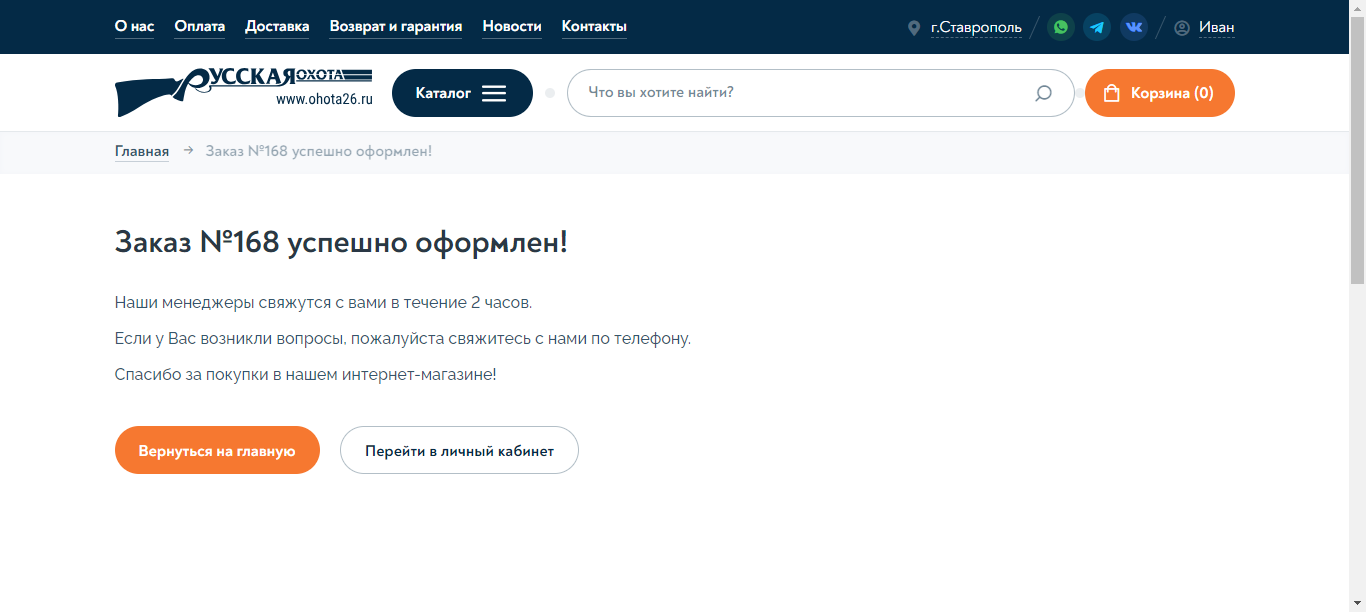 О нас Оплата Доставка Возврат и гарантия Новости Контакты г.Ставрополь Иван
РУССКАЯ ОХОТА
www.ohota26.ru
Каталог
Что вы хотите найти?
Корзина (0)
Главная → Заказ №168 успешно оформлен!
Заказ №168 успешно оформлен!
Наши менеджеры свяжутся с вами в течение 2 часов.
Если у Вас возникли вопросы, пожалуйста свяжитесь с нами по телефону.
Спасибо за покупки в нашем интернет-магазине!
Вернуться на главную Перейти в личный кабинет